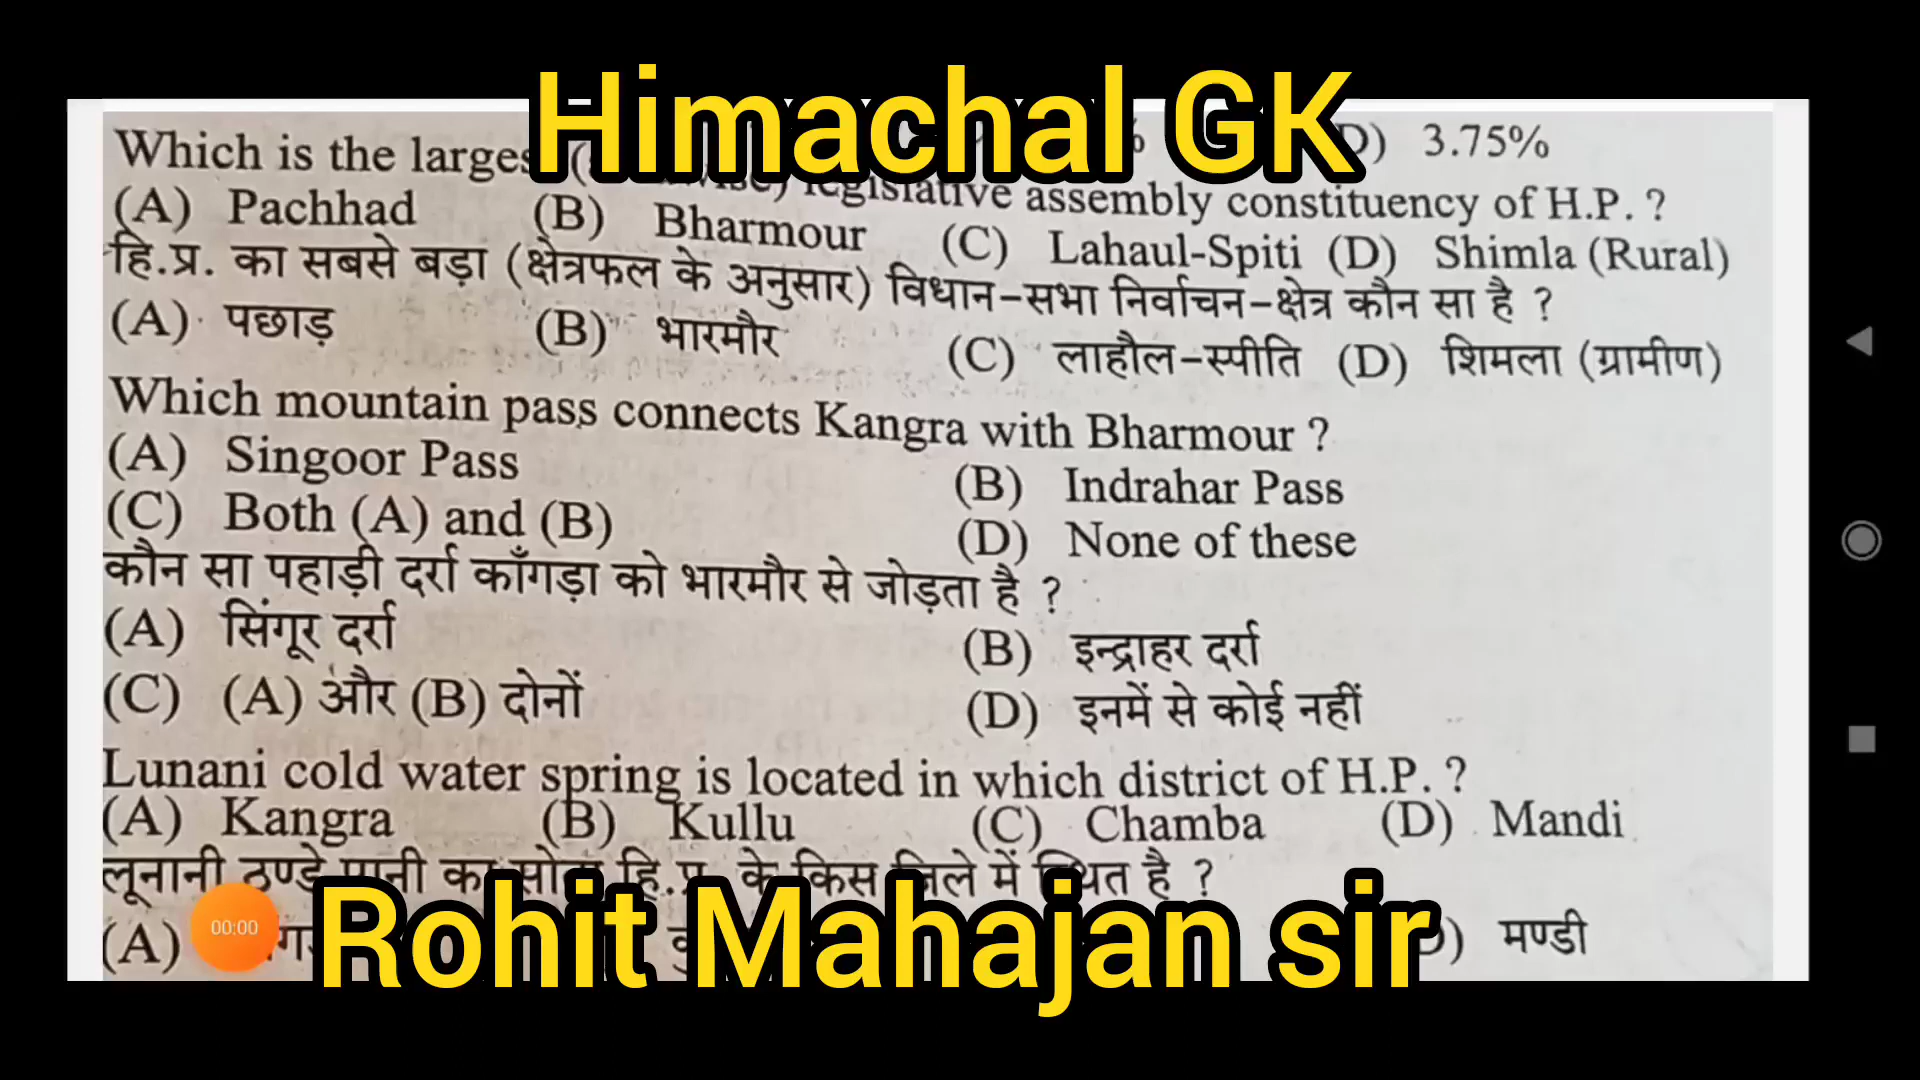 Himachal GK
D) 3.75%
Which is the larges legislative assembly constituency of H.P. ?
(A) Pachhad (B) Bharmour (C) Lahaul-Spiti (D) Shimla (Rural)
हि.प्र. का सबसे बड़ा (क्षेत्रफल के अनुसार) विधान-सभा निर्वाचन-क्षेत्र कौन सा है ?
(A) पछाड़ (B) भारमौर (C) लाहौल-स्पीति (D) शिमला (ग्रामीण)
Which mountain pass connects Kangra with Bharmour ?
(A) Singoor Pass (B) Indrahar Pass
(C) Both (A) and (B) (D) None of these
कौन सा पहाड़ी दर्रा काँगड़ा को भारमौर से जोड़ता है ?
(A) सिंगूर दर्रा (B) इन्द्राहर दर्रा
(C) (A) और (B) दोनों (D) इनमें से कोई नहीं
Lunani cold water spring is located in which district of H.P. ?
(A) Kangra (B) Kullu (C) Chamba (D) Mandi
लूनानी ठण्डे पानी का सोता हि.प्र. के किस जिले में स्थित है ?
(A) D) मण्डी
00:00
Rohit Mahajan sir